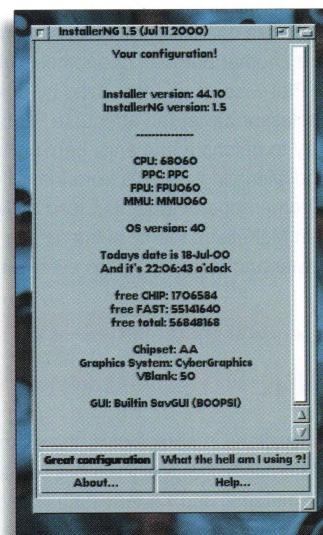 InstallerNG 1.5 (Jul 11 2000)
Your configuration!
Installer version: 44.10
InstallerNG version: 1.5
---------------
CPU: 68060
PPC: PPC
FPU: FPU060
MMU: MMU060
OS version: 40
Todays date is 18-Jul-00
And it's 22:06:43 o'clock
free CHIP: 1706584
free FAST: 55141640
free total: 56848168
Chipset: AA
Graphics System: CyberGraphics
VBlank: 50
GUI: Builtin SavGUI (BOOPSI)
Great configuration What the hell am I using ?!
About... Help...